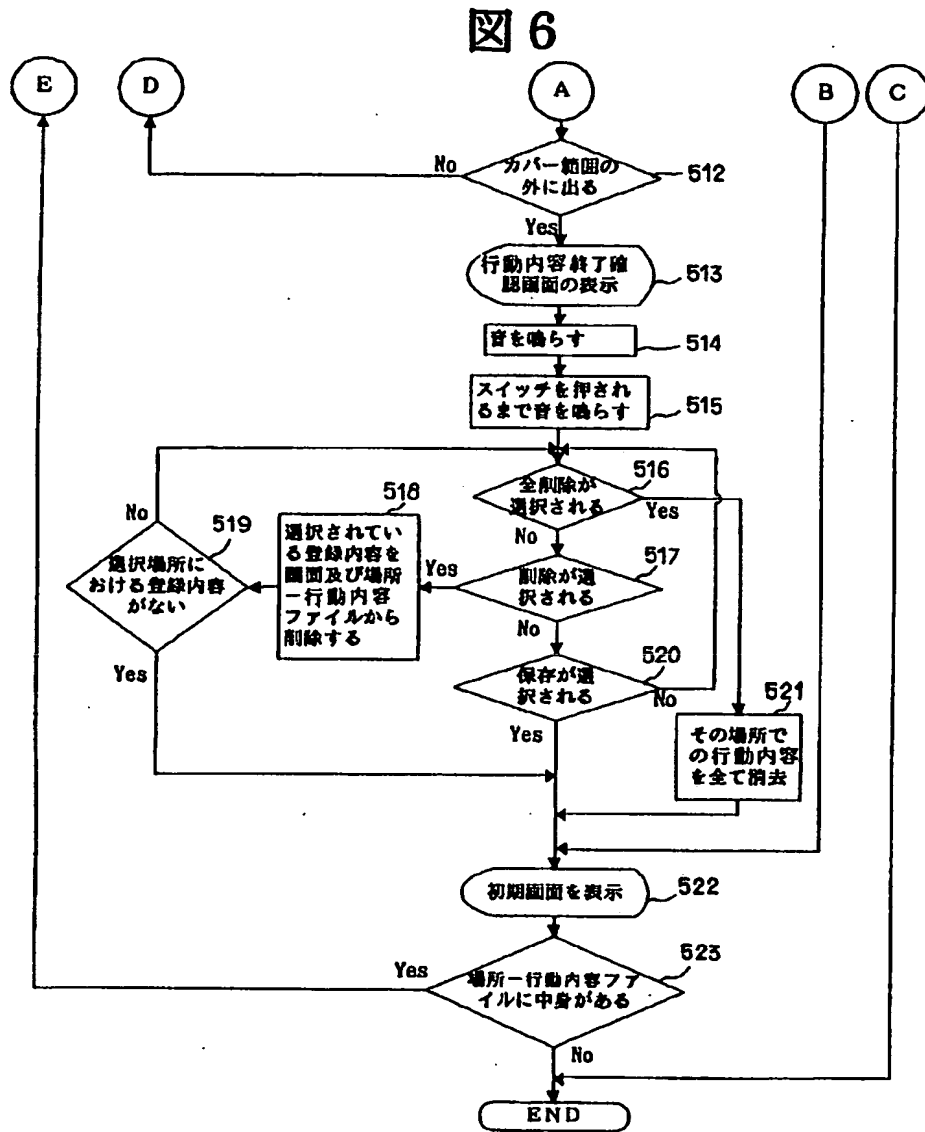 図6
E
D
A
B
C
No
カバー範囲の
外に出る
512
Yes
行動内容終了確
認画面の表示
513
音を鳴らす
514
スイッチを押され
るまで音を鳴らす
515
全削除が
選択される
516
Yes
No
518
選択されてい
る登録内容を
画面及び場所
ー行動内容
ファイルから
削除する
No
519
選択場所に
おける登録内容
がない
Yes
Yes
削除が選
択される
517
No
保存が選
択される
520
No
Yes
521
その場所で
の行動内容
を全て消去
初期画面を表示
522
Yes
場所ー行動内容ファ
イルに中身がある
523
No
END